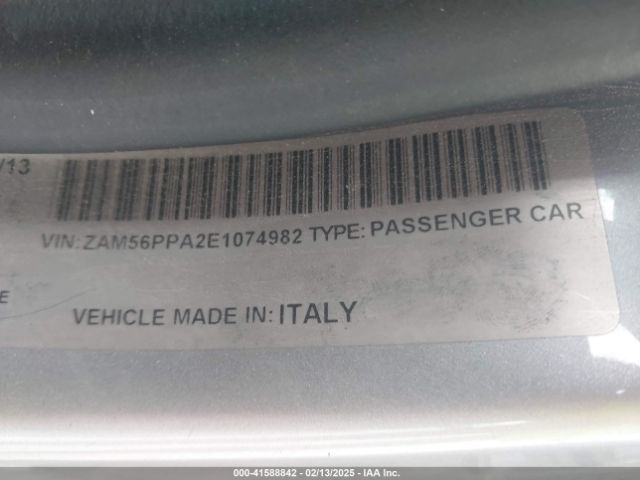 /13
VIN:ZAM56PPA2E1074982 TYPE: PASSENGER CAR
E
VEHICLE MADE IN: ITALY
000-41588842 - 02/13/2025 - IAA Inc.